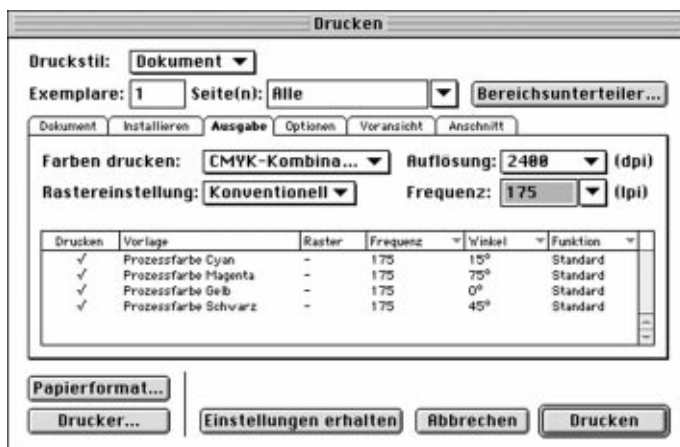 Drucken
Druckstil: Dokument
Exemplare: 1 Seite(n): Alle Bereichsunterteiler...
Dokument Installieren Ausgabe Optionen Voransicht Anschnitt
Farben drucken: CMYK-Kombina... Auflösung: 2400 (dpi)
Rastereinstellung: Konventionell Frequenz: 175 (lpi)
Drucken Vorlage Raster Frequenz Winkel Funktion
✓ Prozessfarbe Cyan - 175 15° Standard
✓ Prozessfarbe Magenta - 175 75° Standard
✓ Prozessfarbe Gelb - 175 0° Standard
✓ Prozessfarbe Schwarz - 175 45° Standard
Papierformat...
Drucker... Einstellungen erhalten Abbrechen Drucken